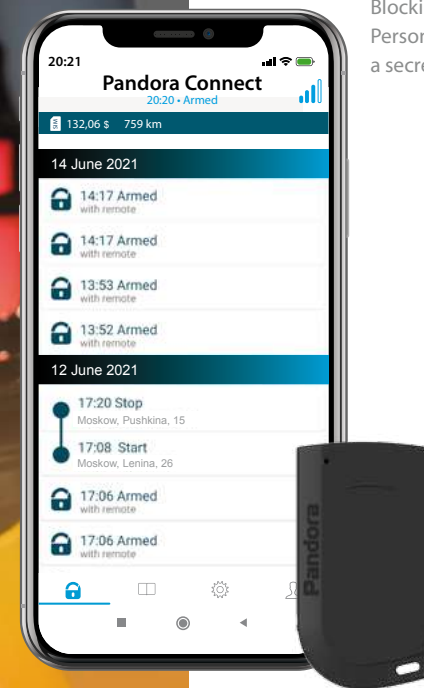 Blocki
Person
a secre
20:21
Pandora Connect
20:20 • Armed
SIM 132,06 $ 759 km
14 June 2021
14:17 Armed
with remote
14:17 Armed
with remote
13:53 Armed
with remote
13:52 Armed
with remote
12 June 2021
17:20 Stop
Moskow, Pushkina, 15
17:08 Start
Moskow, Lenina, 26
17:06 Armed
with remote
17:06 Armed
with remote
Pandora